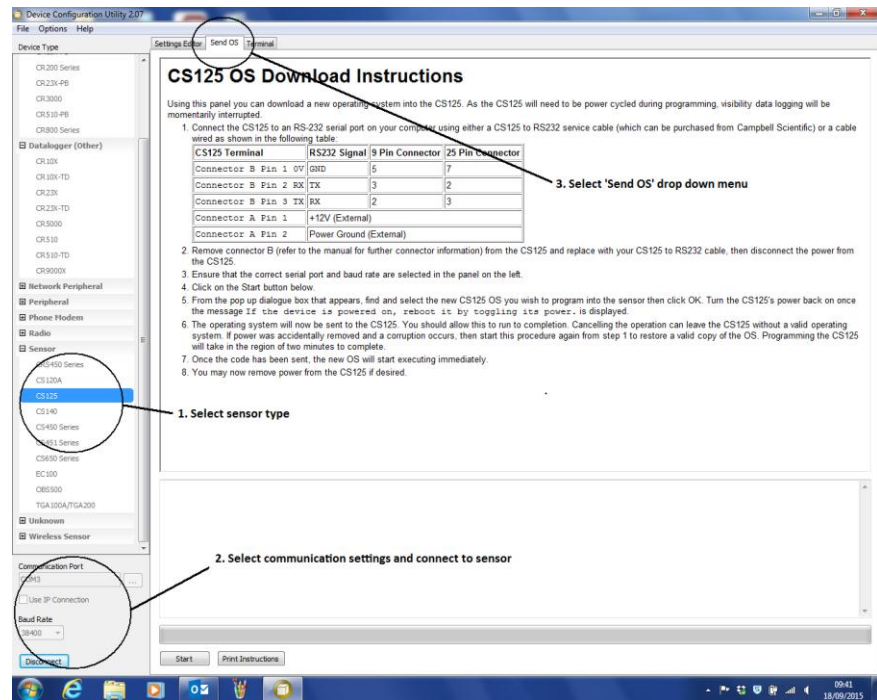 Device Configuration Utility 2.07
File Options Help
Device Type
CR200 Series
CR23X-PB
CR3000
CR510-PB
CR800 Series
Datalogger (Other)
CR10X
CR10X-TD
CR23X
CR23X-TD
CR5000
CR510
CR510-TD
CR9000X
Network Peripheral
Peripheral
Phone Modem
Radio
Sensor
CRS450 Series
CS120A
CS125
CS140
CS450 Series
CS451 Series
CS650 Series
EC100
OBS500
TGA100A/TGA200
Unknown
Wireless Sensor
Communication Port
COM3
...
Use IP Connection
Baud Rate
38400
Disconnect
Settings Editor Send OS Terminal
CS125 OS Download Instructions
Using this panel you can download a new operating system into the CS125. As the CS125 will need to be power cycled during programming, visibility data logging will be
momentarily interrupted.
1. Connect the CS125 to an RS-232 serial port on your computer using either a CS125 to RS232 service cable (which can be purchased from Campbell Scientific) or a cable
wired as shown in the following table:
CS125 Terminal RS232 Signal 9 Pin Connector 25 Pin Connector
Connector B Pin 1 0V GND 5 7
Connector B Pin 2 RX TX 3 2
Connector B Pin 3 TX RX 2 3
Connector A Pin 1 +12V (External)
Connector A Pin 2 Power Ground (External)
2. Remove connector B (refer to the manual for further connector information) from the CS125 and replace with your CS125 to RS232 cable, then disconnect the power from
the CS125.
3. Ensure that the correct serial port and baud rate are selected in the panel on the left.
4. Click on the Start button below.
5. From the pop up dialogue box that appears, find and select the new CS125 OS you wish to program into the sensor then click OK. Turn the CS125's power back on once
the message If the device is powered on, reboot it by toggling its power. is displayed.
6. The operating system will now be sent to the CS125. You should allow this to run to completion. Cancelling the operation can leave the CS125 without a valid operating
system. If power was accidentally removed and a corruption occurs, then start this procedure again from step 1 to restore a valid copy of the OS. Programming the CS125
will take in the region of two minutes to complete.
7. Once the code has been sent, the new OS will start executing immediately.
8. You may now remove power from the CS125 if desired.
3. Select 'Send OS' drop down menu
1. Select sensor type
2. Select communication settings and connect to sensor
Start Print Instructions
09:41
18/09/2015